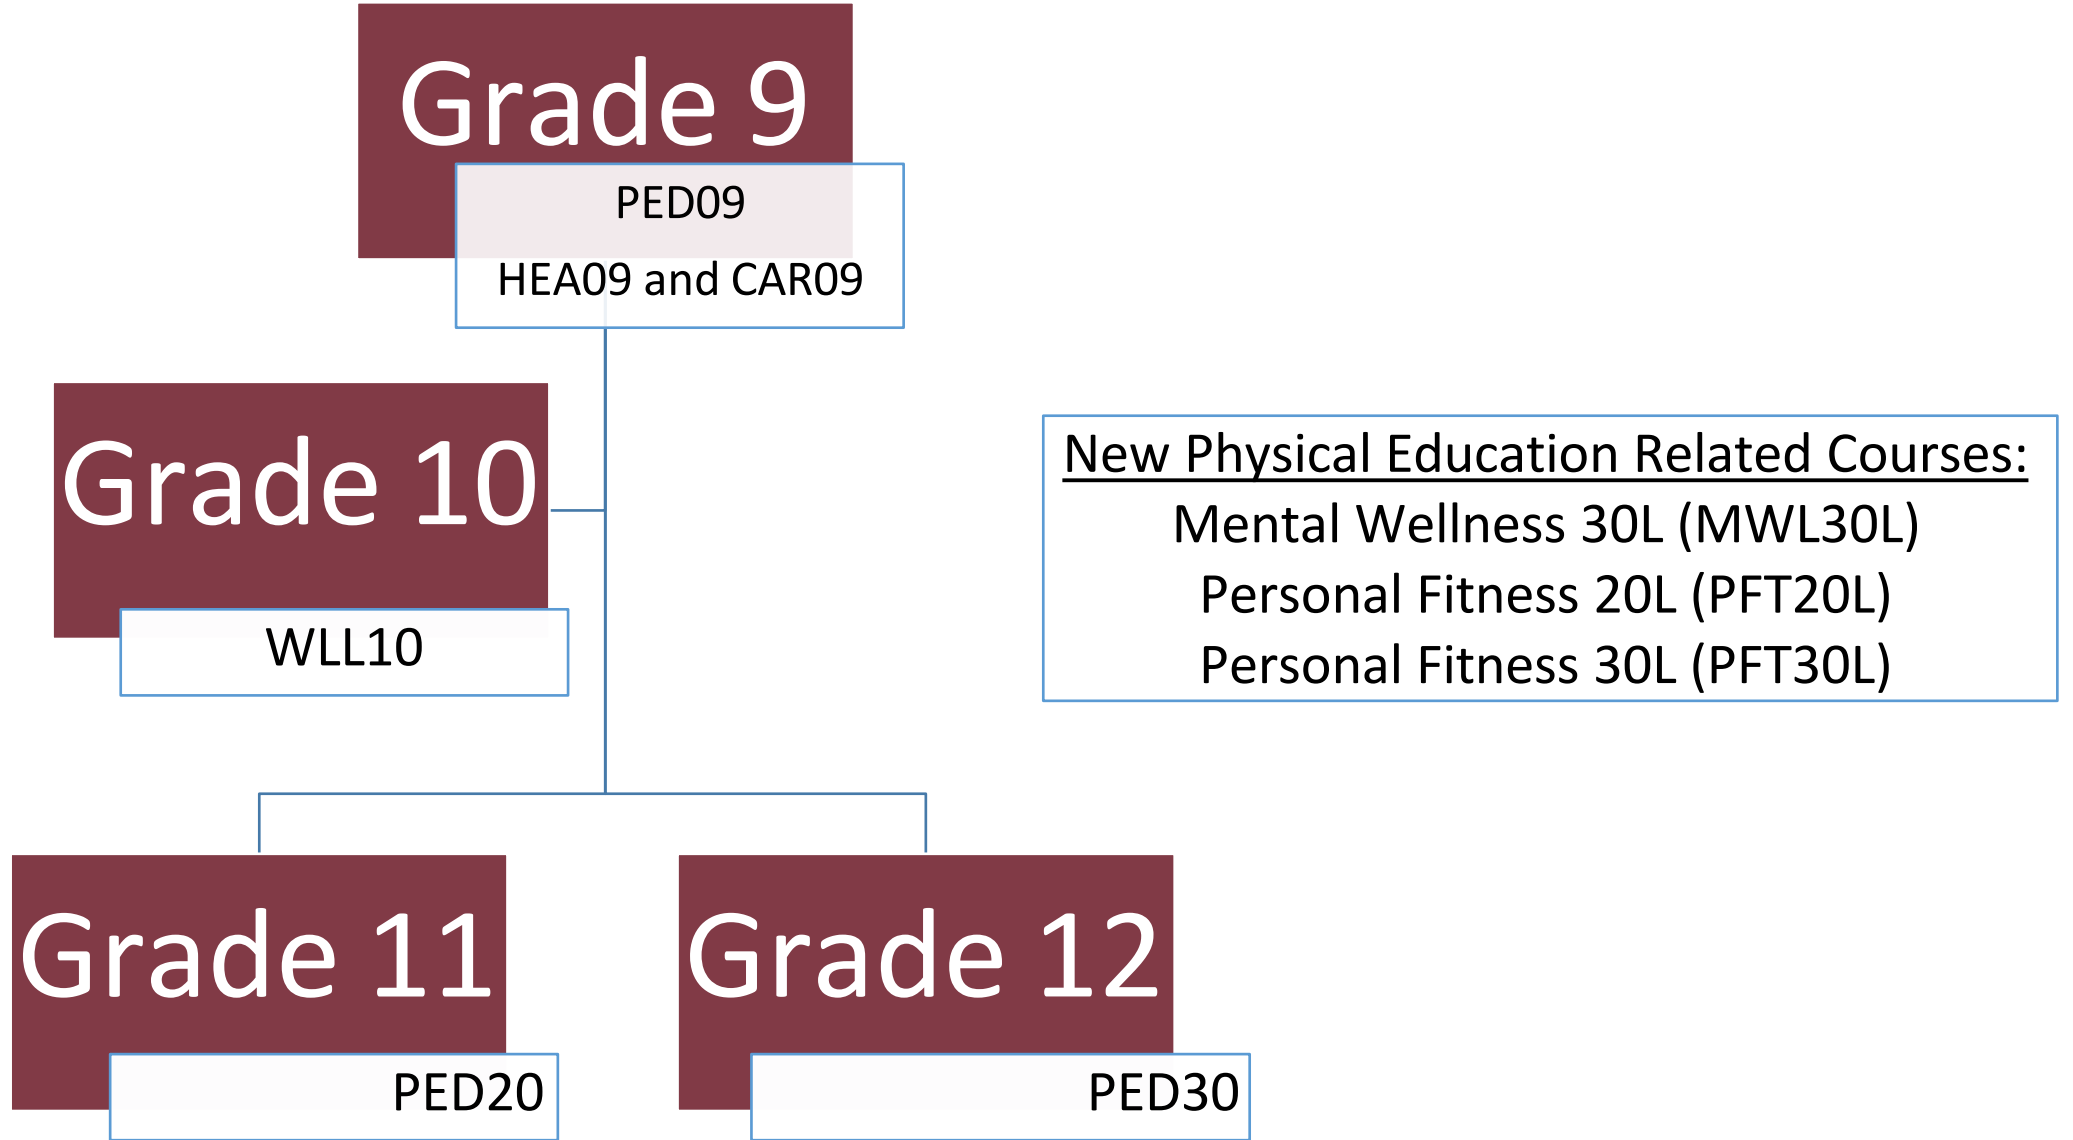 Grade 9
PED09
HEA09 and CAR09
Grade 10
WLL10
New Physical Education Related Courses:
Mental Wellness 30L (MWL30L)
Personal Fitness 20L (PFT20L)
Personal Fitness 30L (PFT30L)
Grade 11
PED20
Grade 12
PED30